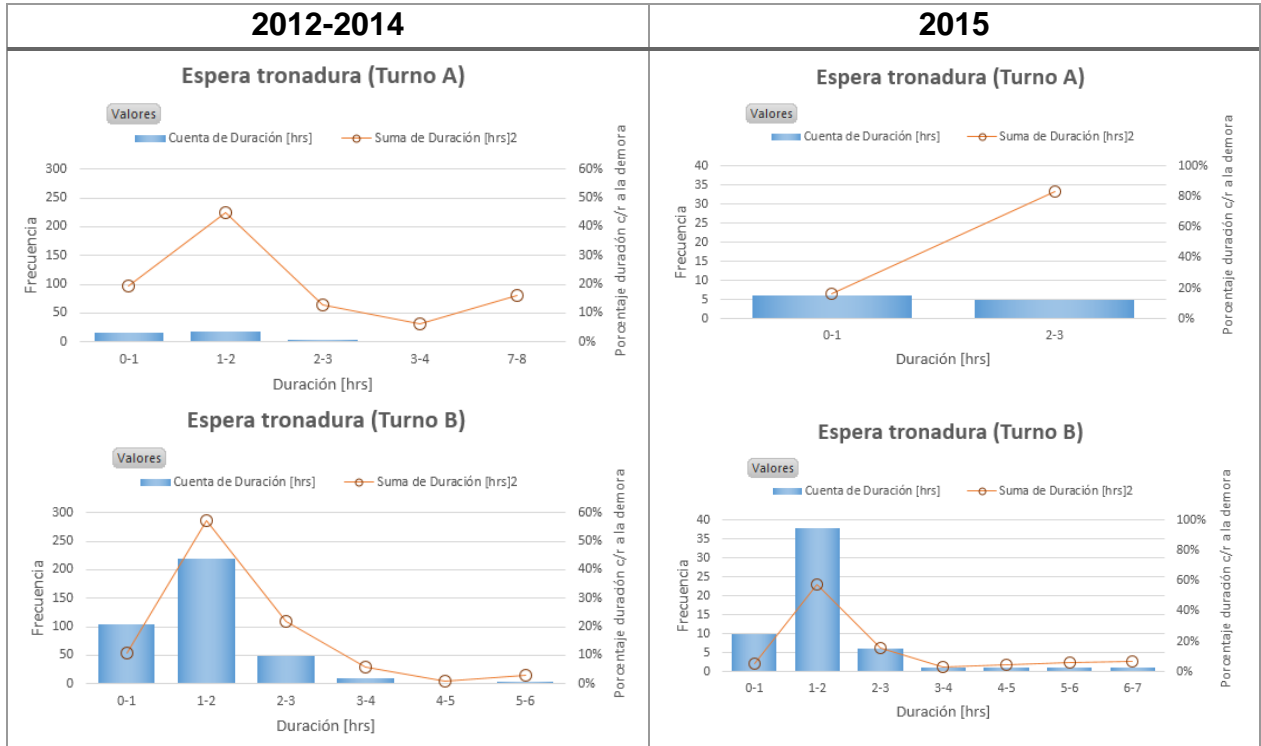 2012-2014
2015
Espera tronadura (Turno A)
Valores
Cuenta de Duración [hrs]
Suma de Duración [hrs]2
300
250
200
150
100
50
0
60%
50%
40%
30%
20%
10%
0%
Frecuencia
Porcentaje duradón c/r a la demora
0-1 1-2 2-3 3-4 7-8
Duración [hrs]
Espera tronadura (Turno A)
Valores
Cuenta de Duración [hrs]
Suma de Duración [hrs]2
40
35
30
25
20
15
10
5
0
100%
80%
60%
40%
20%
0%
Frecuencia
Porcentaje duradón c/r a la demora
0-1 2-3
Duración [hrs]
Espera tronadura (Turno B)
Valores
Cuenta de Duración [hrs]
Suma de Duración [hrs]2
300
250
200
150
100
50
0
60%
50%
40%
30%
20%
10%
0%
Frecuencia
Porcentaje duradón c/r a la demora
0-1 1-2 2-3 3-4 4-5 5-6
Duración [hrs]
Espera tronadura (Turno B)
Valores
Cuenta de Duración [hrs]
Suma de Duración [hrs]2
40
35
30
25
20
15
10
5
0
100%
80%
60%
40%
20%
0%
Frecuencia
Porcentaje duradón c/r a la demora
0-1 1-2 2-3 3-4 4-5 5-6 6-7
Duración [hrs]